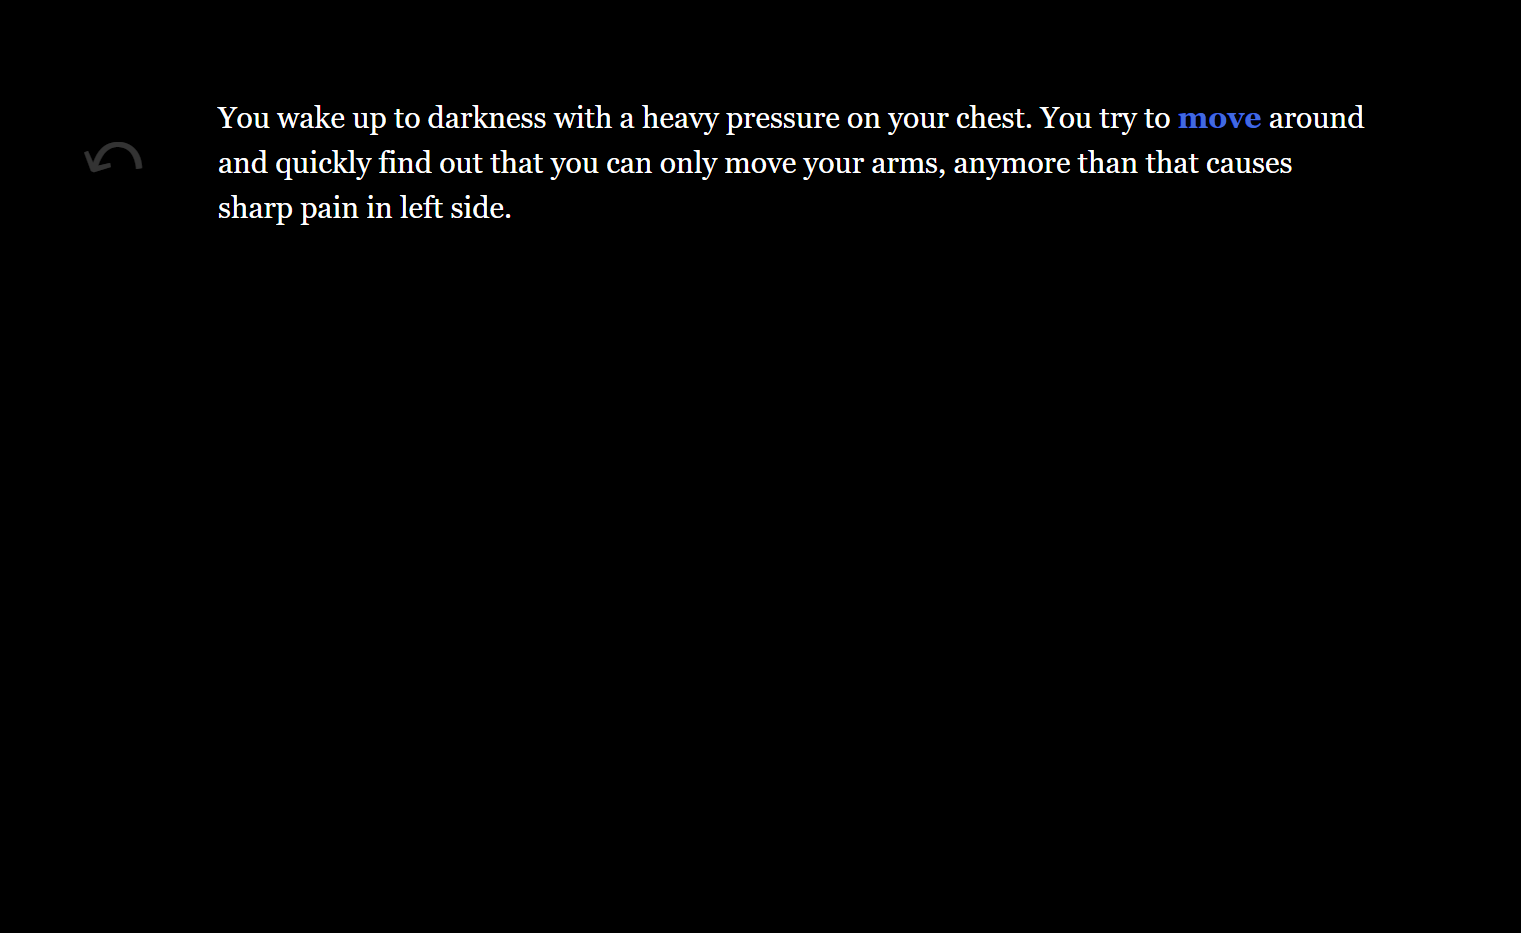 You wake up to darkness with a heavy pressure on your chest. You try to move around
and quickly find out that you can only move your arms, anymore than that causes
sharp pain in left side.